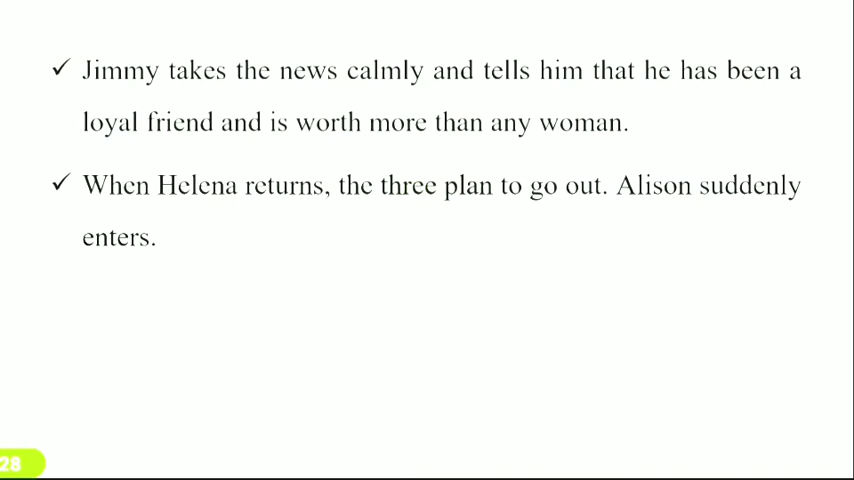 ✓ Jimmy takes the news calmly and tells him that he has been a
loyal friend and is worth more than any woman.
✓ When Helena returns, the three plan to go out. Alison suddenly
enters.
28